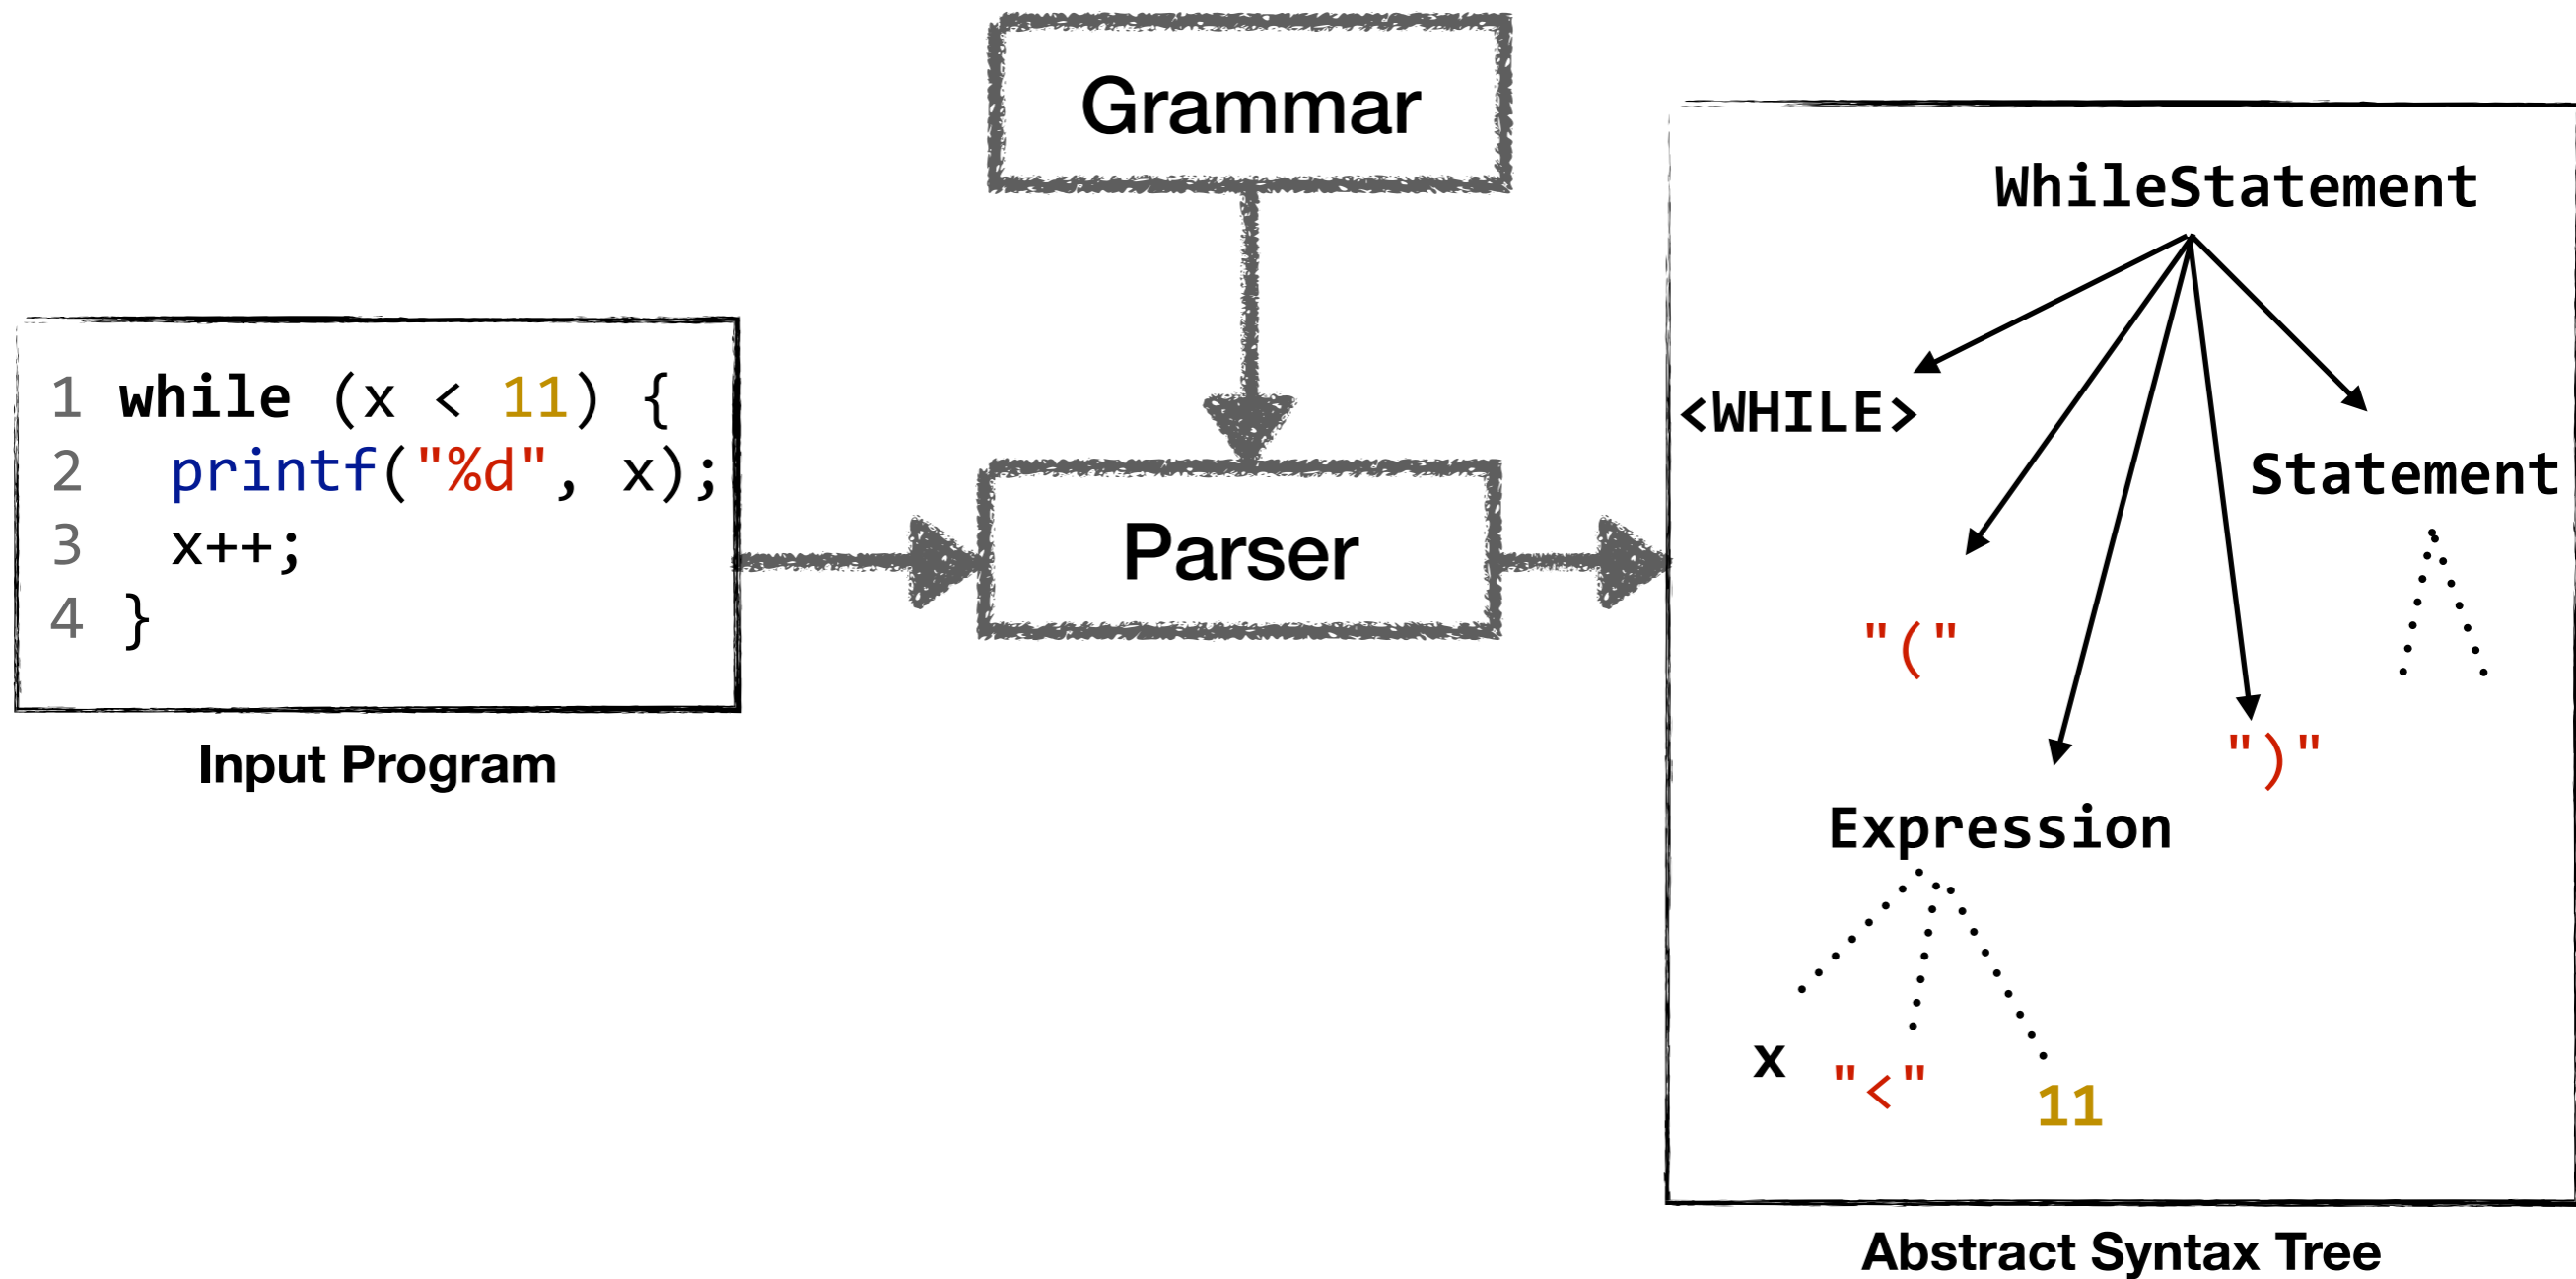 Grammar
1 while (x < 11) {
2   printf("%d", x);
3   x++;
4 }
Input Program
Parser
WhileStatement
<WHILE>
Statement
"("
")"
Expression
x "<" 11
Abstract Syntax Tree